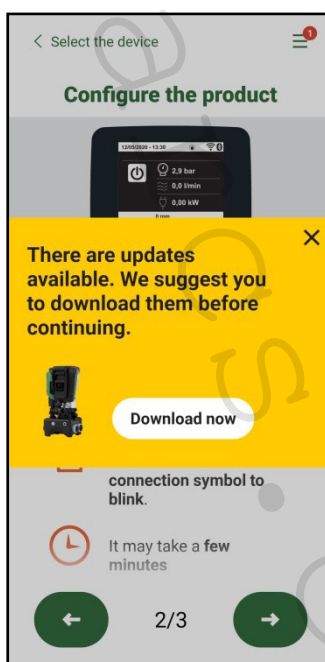 Select the device
1
Configure the product
12/05/2020 - 13:30
2,9 bar
0,0 l/min
0,00 kW
There are updates
available. We suggest you
to download them before
continuing.
Download now
connection symbol to
blink.
It may take a few
minutes
2/3